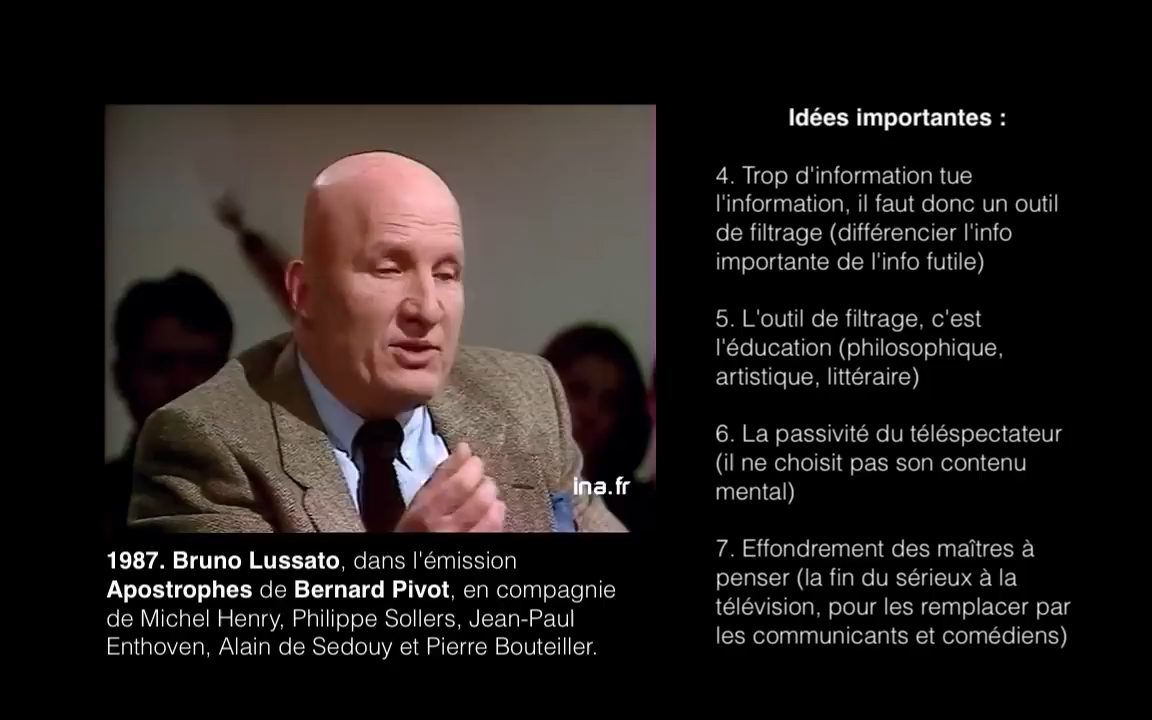 Idées importantes :
4. Trop d'information tue
l'information, il faut donc un outil
de filtrage (différencier l'info
importante de l'info futile)
5. L'outil de filtrage, c'est
l'éducation (philosophique,
artistique, littéraire)
6. La passivité du téléspectateur
(il ne choisit pas son contenu
mental)
7. Effondrement des maîtres à
penser (la fin du sérieux à la
télévision, pour les remplacer par
les communicants et comédiens)
ina.fr
1987. Bruno Lussato, dans l'émission
Apostrophes de Bernard Pivot, en compagnie
de Michel Henry, Philippe Sollers, Jean-Paul
Enthoven, Alain de Sedouy et Pierre Bouteiller.